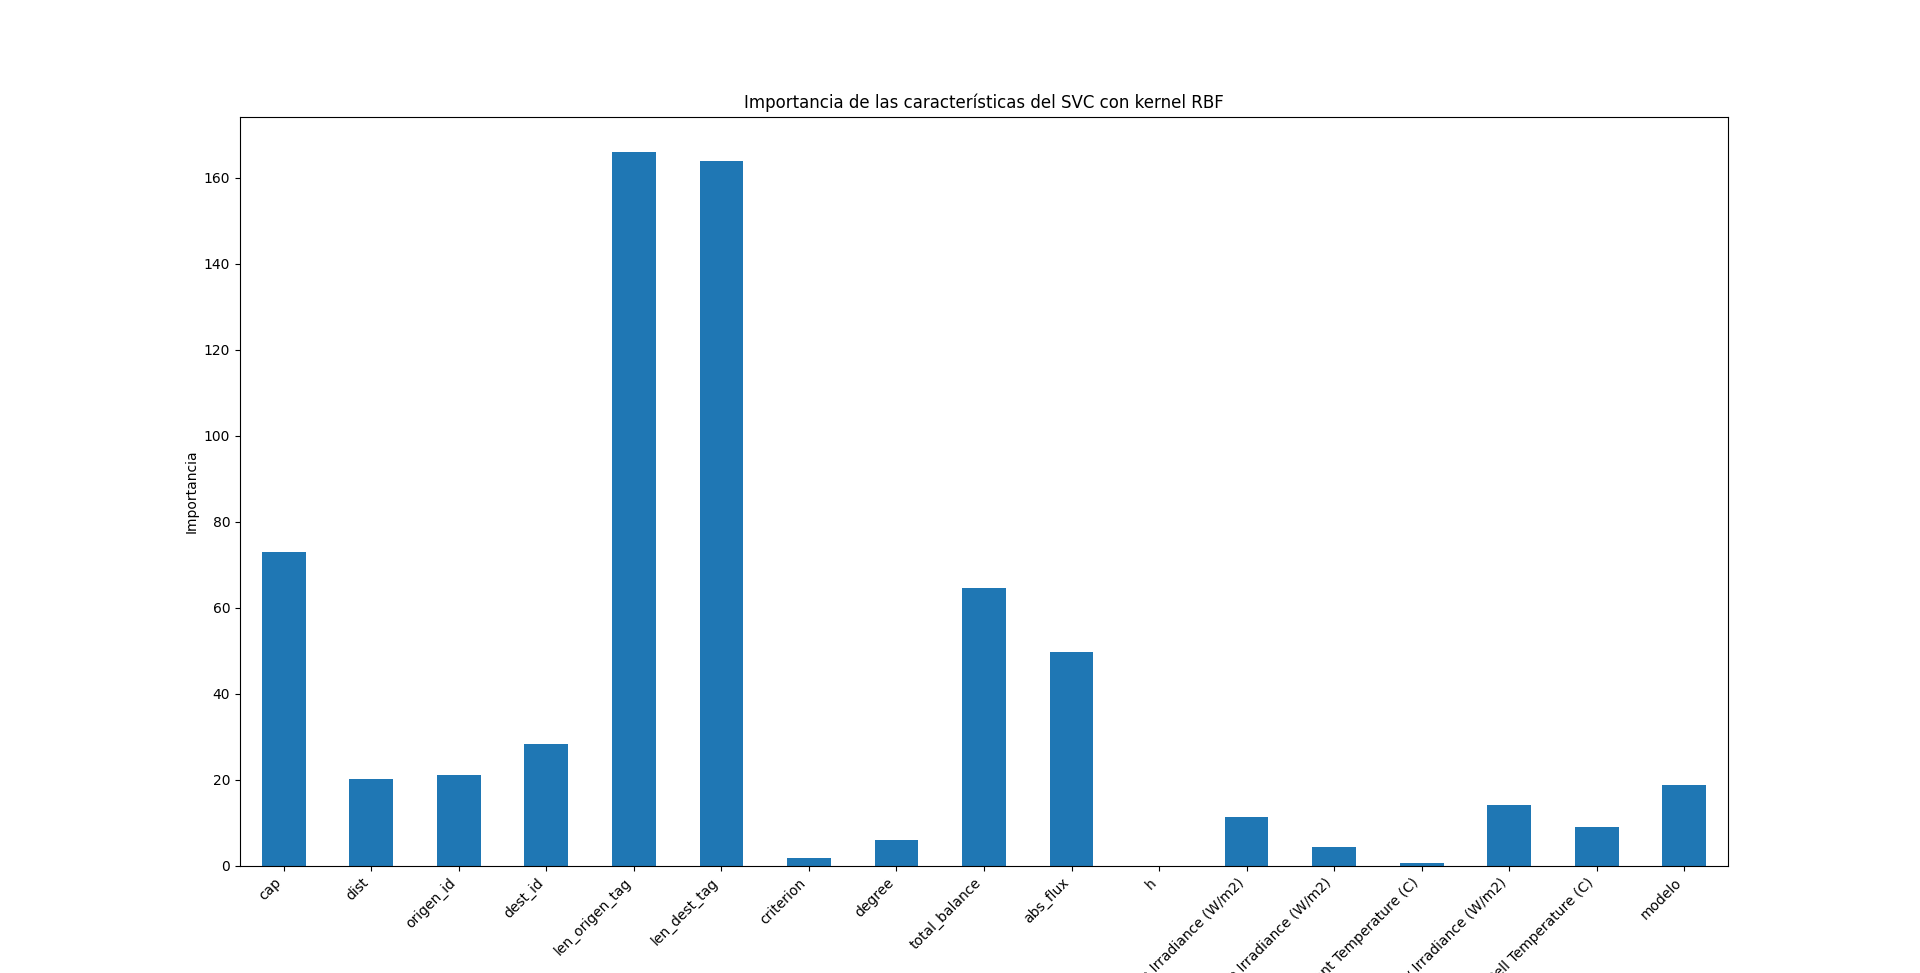 Importancia de las características del SVC con kernel RBF
Importancia
160
140
120
100
80
60
40
20
0
cap
dist
origen_id
dest_id
len_origen_tag
len_dest_tag
criterion
degree
total_balance
abs_flux
h
Irradiance (W/m2)
Irradiance (W/m2)
Temperature (C)
Irradiance (W/m2)
Temperature (C)
modelo